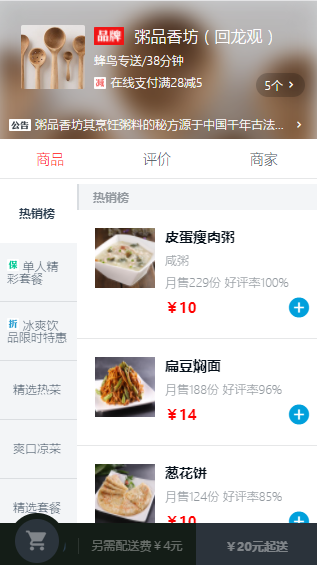 品牌 粥品香坊（回龙观）
蜂鸟专送/38分钟
减 在线支付满28减5
5个 >
公告 粥品香坊其烹饪粥料的秘方源于中国千年古法... >
商品 评价 商家
热销榜
保 单人精
彩套餐
折 冰爽饮
品限时特惠
精选热菜
爽口凉菜
精选套餐
热销榜
皮蛋瘦肉粥
咸粥
月售229份 好评率100%
￥10
扁豆焖面
月售188份 好评率96%
￥14
葱花饼
月售124份 好评率85%
￥10
另需配送费￥4元
￥20元起送